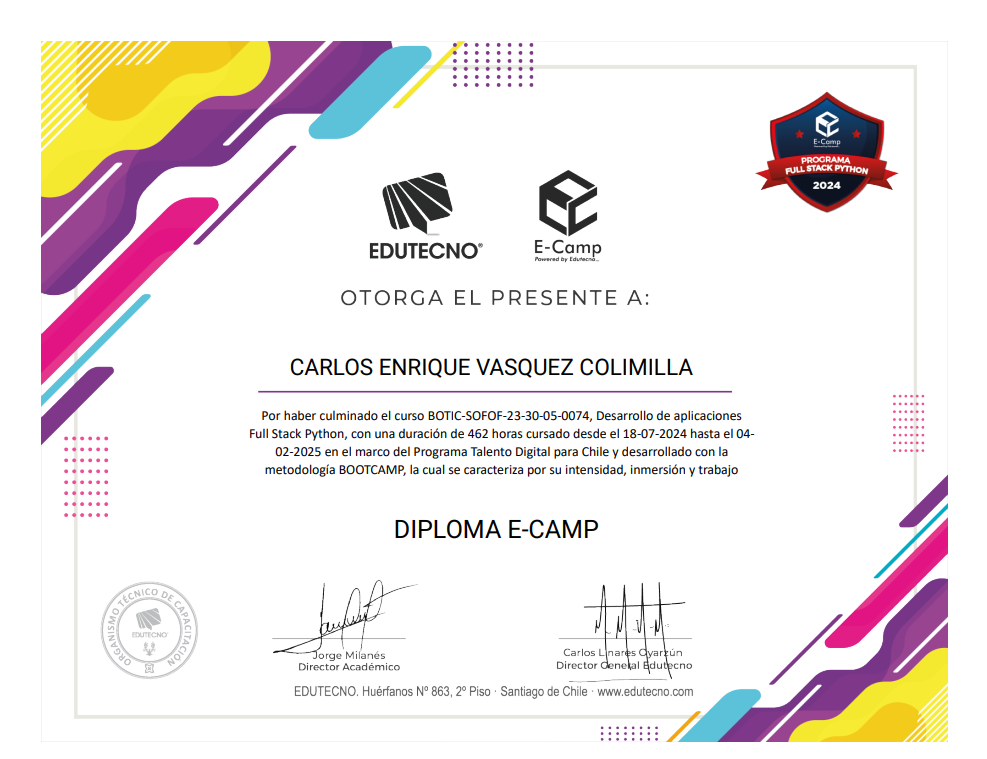 E-Camp
Powered by Edutecno
PROGRAMA
FULL STACK PYTHON
2024
EDUTECNO®
E-Camp
Powered by Edutecno...
OTORGA EL PRESENTE A:
CARLOS ENRIQUE VASQUEZ COLIMILLA
Por haber culminado el curso BOTIC-SOFOF-23-30-05-0074, Desarrollo de aplicaciones
Full Stack Python, con una duración de 462 horas cursado desde el 18-07-2024 hasta el 04-
02-2025 en el marco del Programa Talento Digital para Chile y desarrollado con la
metodología BOOTCAMP, la cual se caracteriza por su intensidad, inmersión y trabajo
DIPLOMA E-CAMP
ORGANISMO TÉCNICO DE CAPACITACIÓN
EDUTECNO
Jorge Milanés
Director Académico
Carlos Linares Oyarzún
Director General Edutecno
EDUTECNO. Huérfanos Nº 863, 2º Piso · Santiago de Chile · www.edutecno.com